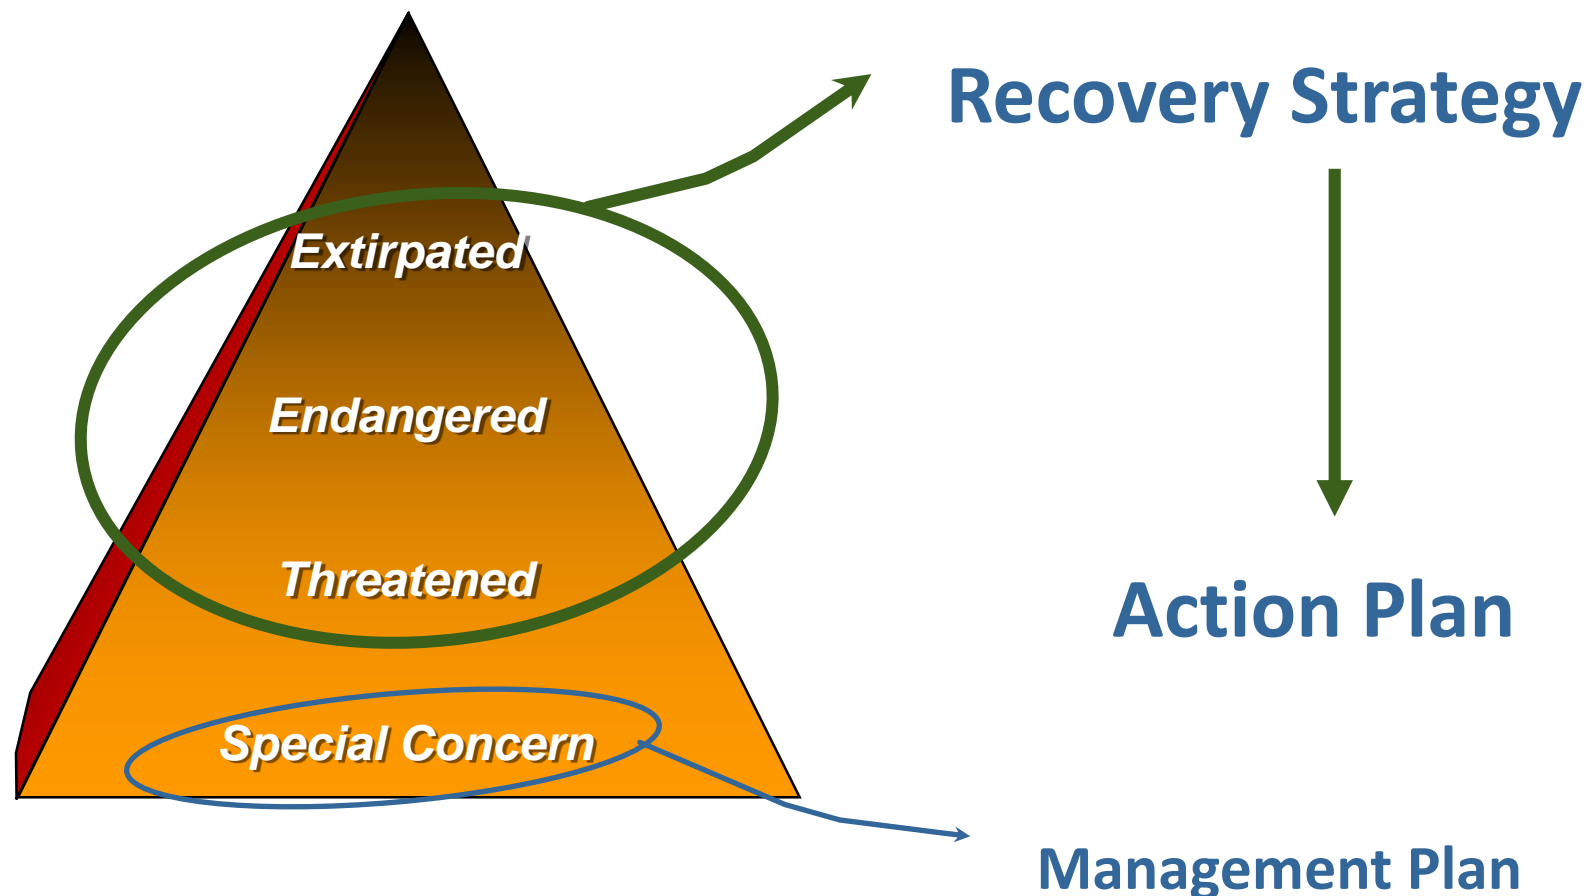 Recovery Strategy
Extirpated
Endangered
Threatened
Action Plan
Special Concern
Management Plan